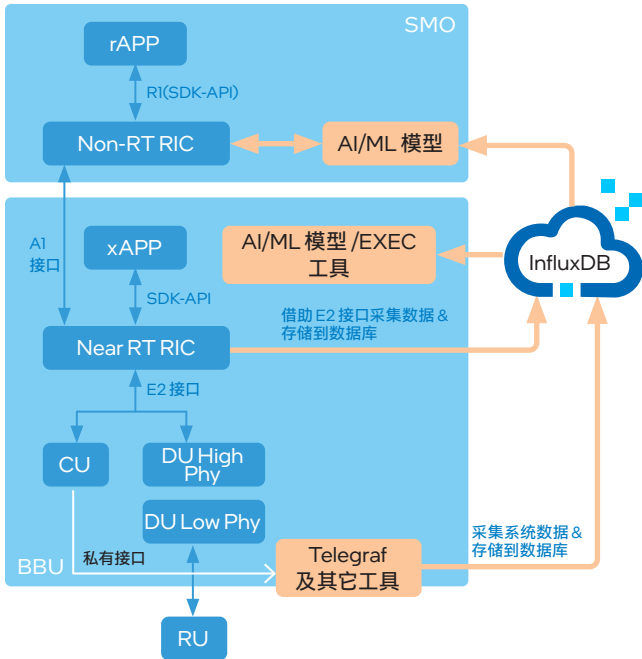 SMO
rAPP
R1(SDK-API)
Non-RT RIC
AI/ML 模型
A1
接口
xAPP
AI/ML 模型 /EXEC
工具
InfluxDB
SDK-API
借助 E2 接口采集数据 &
存储到数据库
Near RT RIC
E2 接口
CU
DU High
Phy
DU Low Phy
采集系统数据 &
存储到数据库
私有接口
BBU
Telegraf
及其它工具
RU